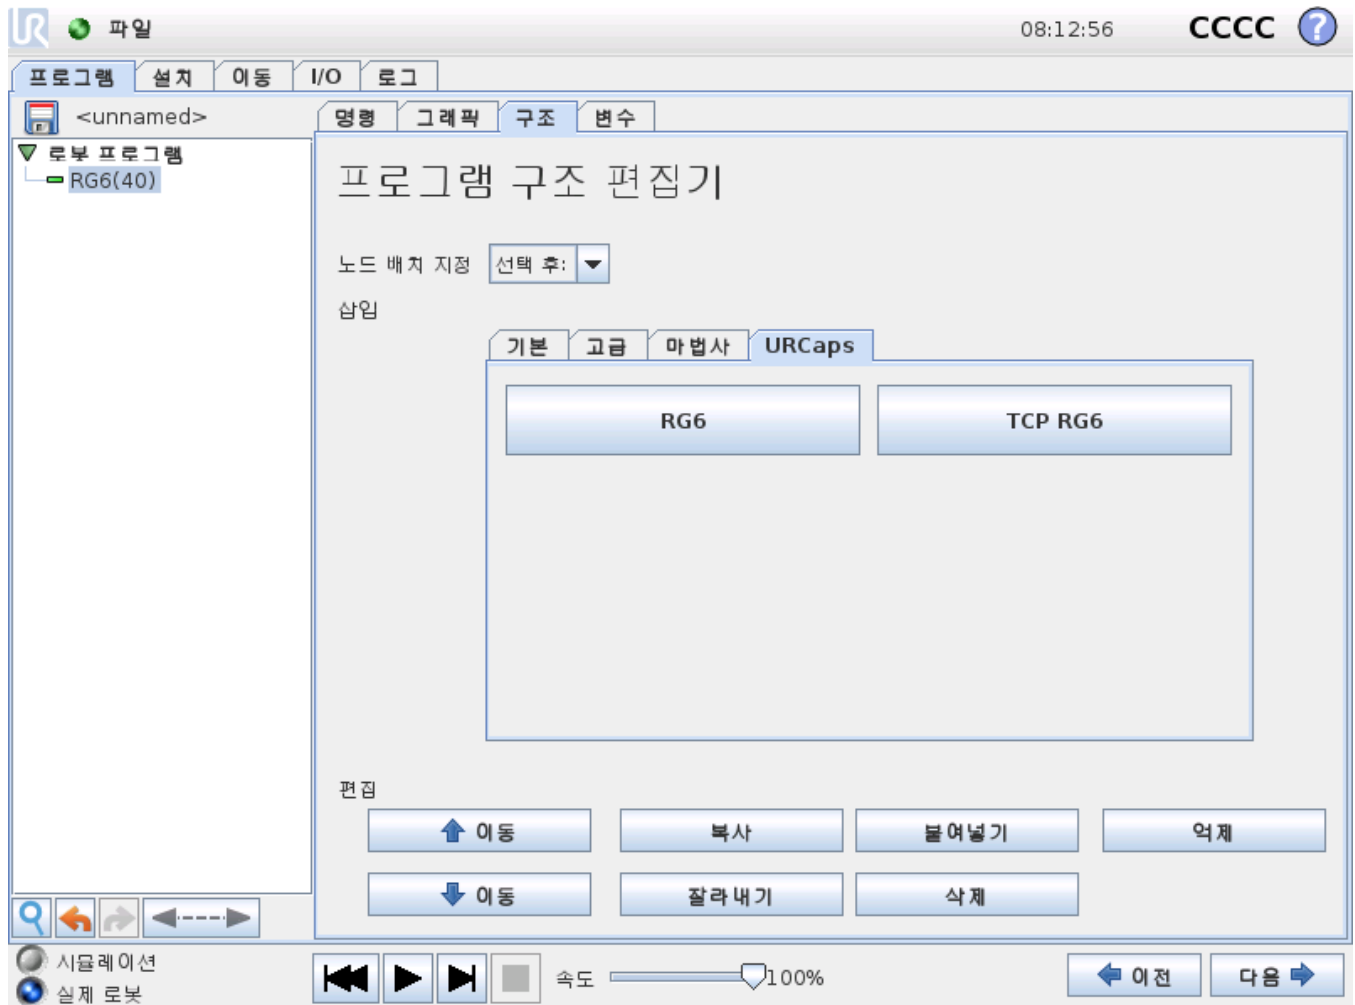 UR 파일 08:12:56 CCCC ?
프로그램 설치 이동 I/O 로그
<unnamed> 명령 그래픽 구조 변수
로봇 프로그램
RG6(40)
프로그램 구조 편집기
노드 배치 지정 선택 후:
삽입
기본 고급 마법사 URCaps
RG6 TCP RG6
편집
이동 복사 붙여넣기 억제
이동 잘라내기 삭제
시뮬레이션
실제 로봇
속도 100% 이전 다음